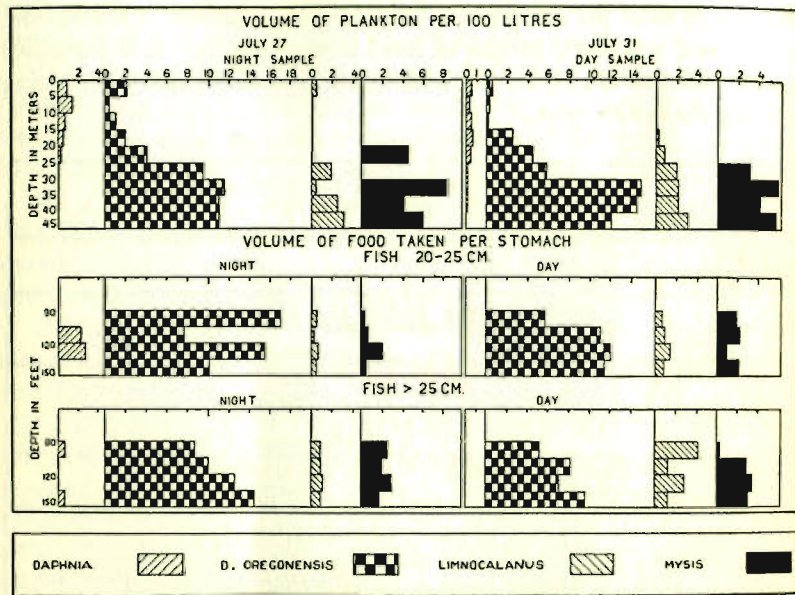 VOLUME OF PLANKTON PER 100 LITRES
JULY 27 JULY 31
NIGHT SAMPLE DAY SAMPLE
0 2 4 0 2 4 6 8 10 12 14 16 18 0 2 4 0 2 4 6 8 0 1 0 2 4 6 8 10 12 14 0 2 4 0 2 4
DEPTH IN METERS
0
5
10
15
20
25
30
35
40
45
VOLUME OF FOOD TAKEN PER STOMACH
FISH 20-25 CM.
NIGHT DAY
DEPTH IN FEET
90
120
150
FISH > 25 CM.
NIGHT DAY
90
120
150
DAPHNIA D. OREGONENSIS LIMNOCALANUS MYSIS